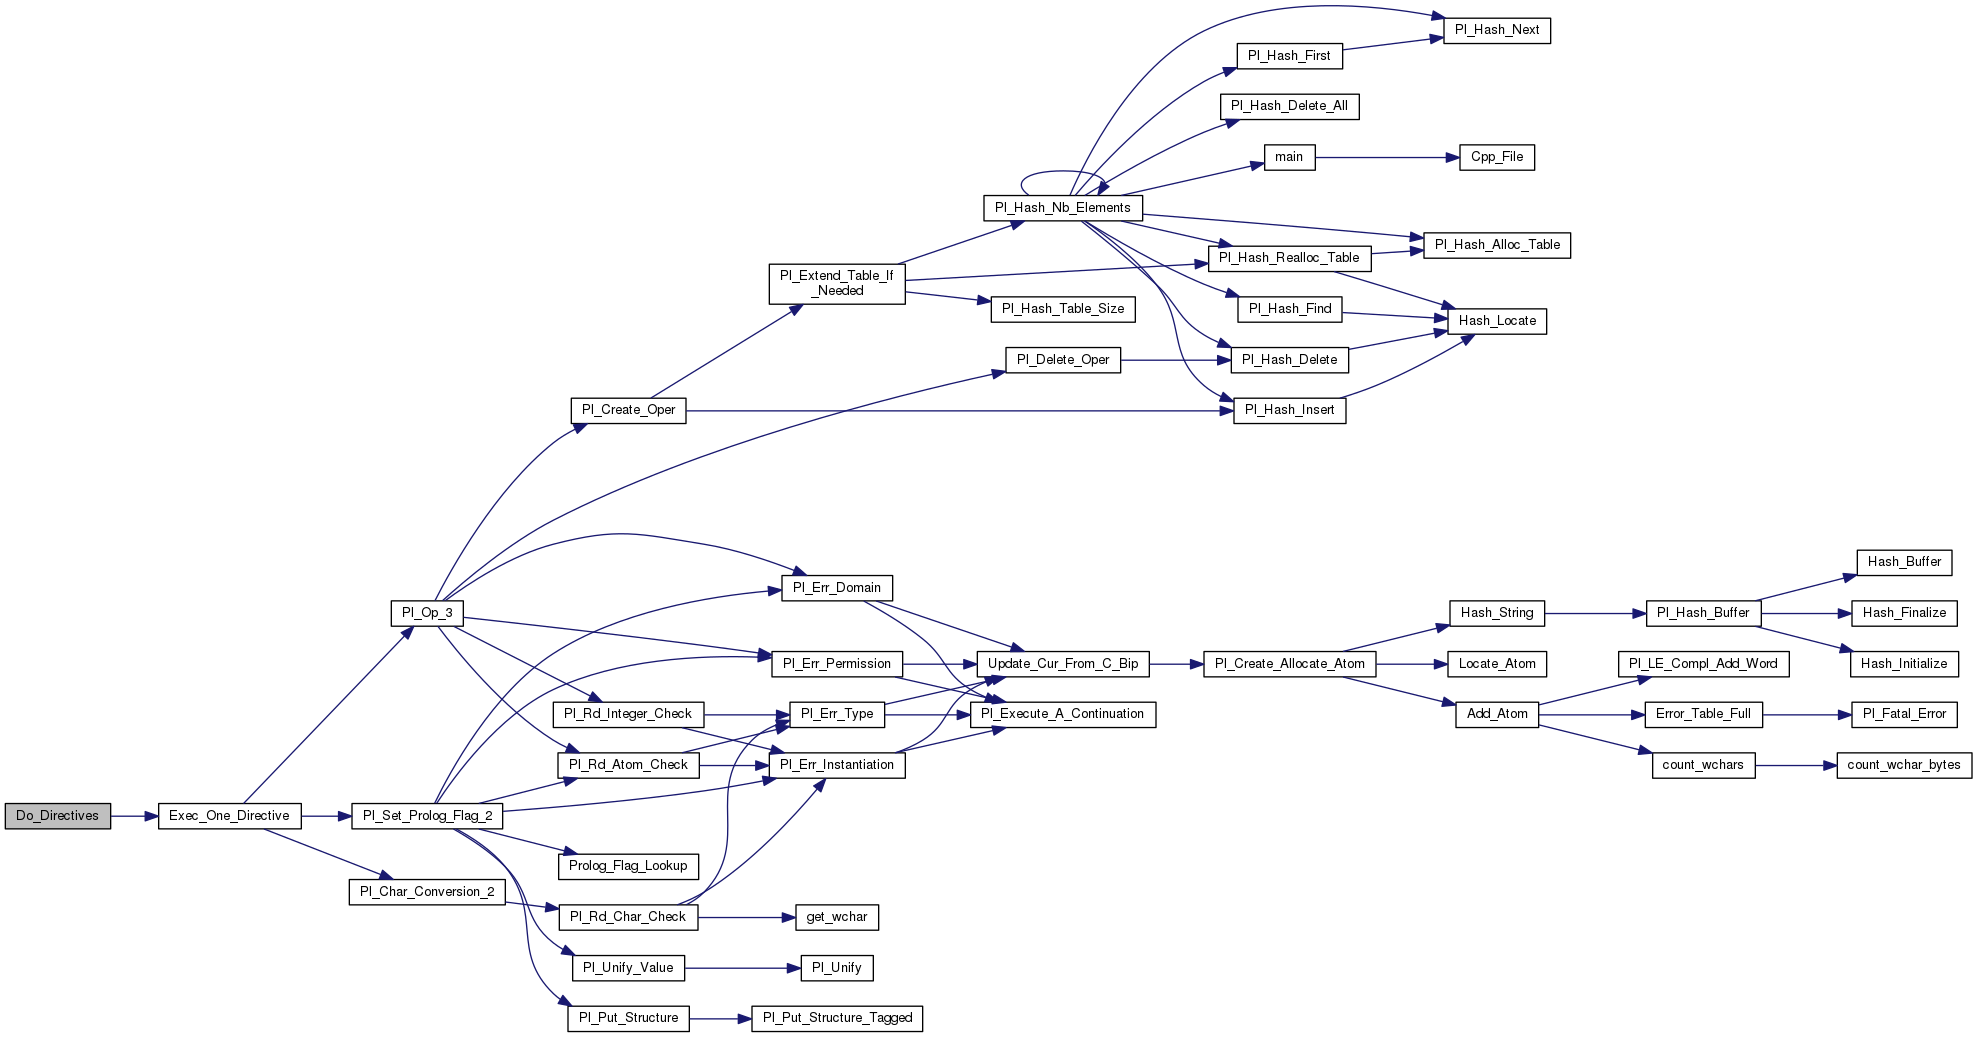 Pl_Hash_Next
Pl_Hash_First
Pl_Hash_Delete_All
main
Cpp_File
Pl_Hash_Nb_Elements
Pl_Hash_Alloc_Table
Pl_Hash_Realloc_Table
Pl_Extend_Table_If
_Needed
Pl_Hash_Table_Size
Pl_Hash_Find
Hash_Locate
Pl_Delete_Oper
Pl_Hash_Delete
Pl_Create_Oper
Pl_Hash_Insert
Hash_Buffer
Pl_Err_Domain
Pl_Op_3
Hash_String
Pl_Hash_Buffer
Hash_Finalize
Pl_Err_Permission
Update_Cur_From_C_Bip
Pl_Create_Allocate_Atom
Locate_Atom
Pl_LE_Compl_Add_Word
Hash_Initialize
Pl_Rd_Integer_Check
Pl_Err_Type
Pl_Execute_A_Continuation
Add_Atom
Error_Table_Full
Pl_Fatal_Error
Pl_Rd_Atom_Check
Pl_Err_Instantiation
count_wchars
count_wchar_bytes
Do_Directives
Exec_One_Directive
Pl_Set_Prolog_Flag_2
Prolog_Flag_Lookup
Pl_Char_Conversion_2
Pl_Rd_Char_Check
get_wchar
Pl_Unify_Value
Pl_Unify
Pl_Put_Structure
Pl_Put_Structure_Tagged